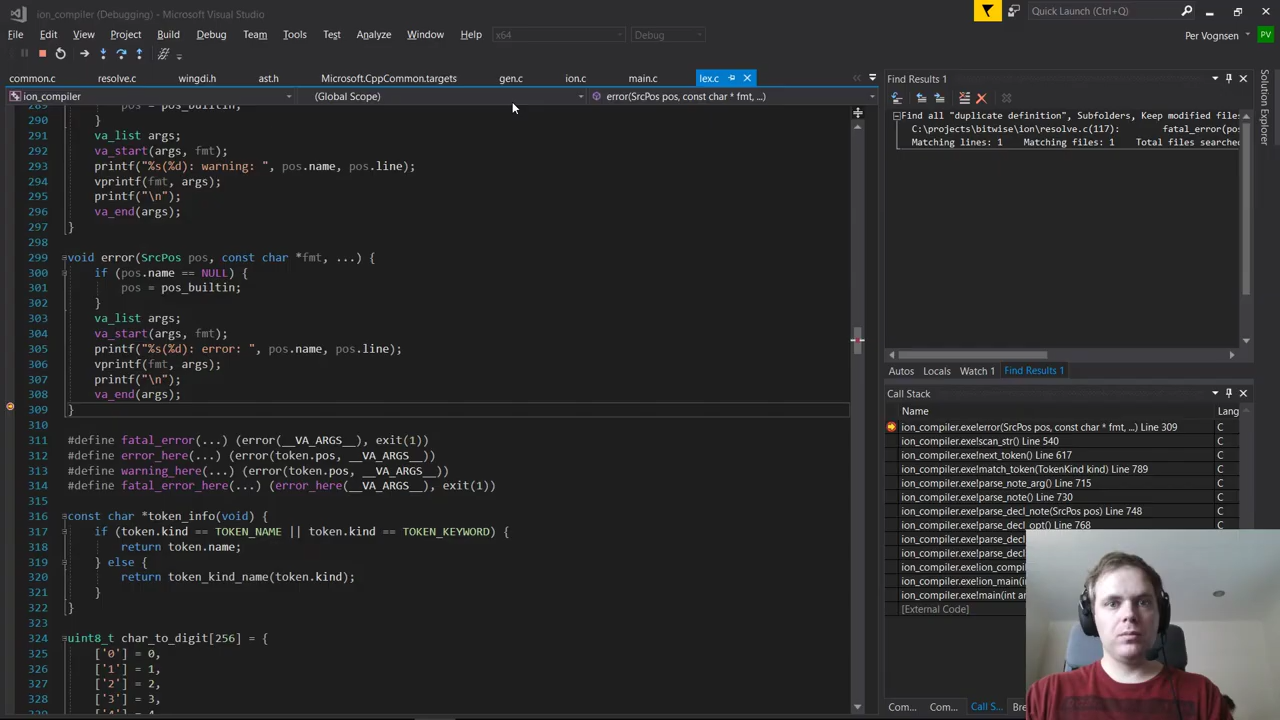 ion_compiler (Debugging) - Microsoft Visual Studio
Quick Launch (Ctrl+Q)
File Edit View Project Build Debug Team Tools Test Analyze Window Help x64 Debug Per Vognsen PV
common.c resolve.c wingdi.h ast.h Microsoft.CppCommon.targets gen.c ion.c main.c lex.c
ion_compiler (Global Scope) error(SrcPos pos, const char * fmt, ...)
289 pos = pos_builtin;
290 }
291 va_list args;
292 va_start(args, fmt);
293 printf("%s(%d): warning: ", pos.name, pos.line);
294 vprintf(fmt, args);
295 printf("\n");
296 va_end(args);
297 }
298
299 void error(SrcPos pos, const char *fmt, ...) {
300 if (pos.name == NULL) {
301 pos = pos_builtin;
302 }
303 va_list args;
304 va_start(args, fmt);
305 printf("%s(%d): error: ", pos.name, pos.line);
306 vprintf(fmt, args);
307 printf("\n");
308 va_end(args);
309 }
310
311 #define fatal_error(...) (error(__VA_ARGS__), exit(1))
312 #define error_here(...) (error(token.pos, __VA_ARGS__))
313 #define warning_here(...) (error(token.pos, __VA_ARGS__))
314 #define fatal_error_here(...) (error_here(__VA_ARGS__), exit(1))
315
316 const char *token_info(void) {
317 if (token.kind == TOKEN_NAME || token.kind == TOKEN_KEYWORD) {
318 return token.name;
319 } else {
320 return token_kind_name(token.kind);
321 }
322 }
323
324 uint8_t char_to_digit[256] = {
325 ['0'] = 0,
326 ['1'] = 1,
327 ['2'] = 2,
328 ['3'] = 3,
Find Results 1
Find all "duplicate definition", Subfolders, Keep modified files
C:\projects\bitwise\ion\resolve.c(117): fatal_error(pos
Matching lines: 1 Matching files: 1 Total files searche
Autos Locals Watch 1 Find Results 1
Call Stack
Name Lang
ion_compiler.exe!error(SrcPos pos, const char * fmt, ...) Line 309 C
ion_compiler.exe!scan_str() Line 540 C
ion_compiler.exe!next_token() Line 617 C
ion_compiler.exe!match_token(TokenKind kind) Line 789 C
ion_compiler.exe!parse_note_arg() Line 715 C
ion_compiler.exe!parse_note() Line 730 C
ion_compiler.exe!parse_decl_note(SrcPos pos) Line 748 C
ion_compiler.exe!parse_decl_opt() Line 768 C
ion_compiler.exe!parse_de
ion_compiler.exe!parse_de
ion_compiler.exe!ion_comp
ion_compiler.exe!ion_main(i
ion_compiler.exe!main(int ar
[External Code]
Com... Com... Call S... Bre
Solution Explorer